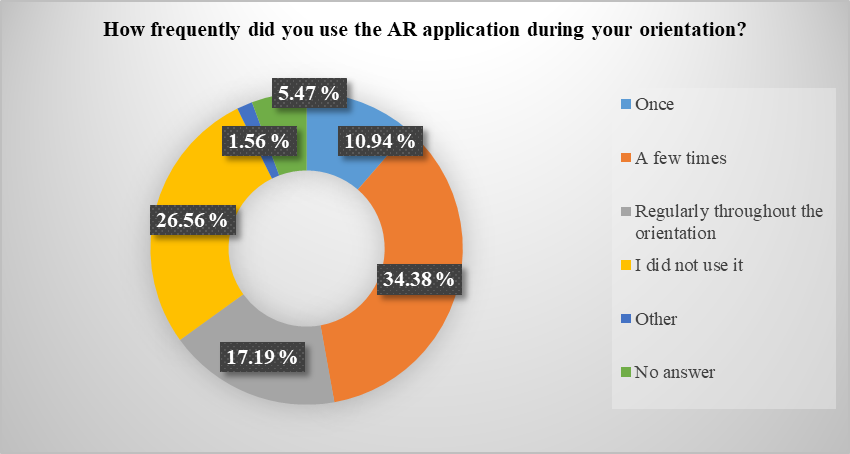 How frequently did you use the AR application during your orientation?
5.47 %
1.56 %
10.94 %
26.56 %
34.38 %
17.19 %
Once
A few times
Regularly throughout the
orientation
I did not use it
Other
No answer